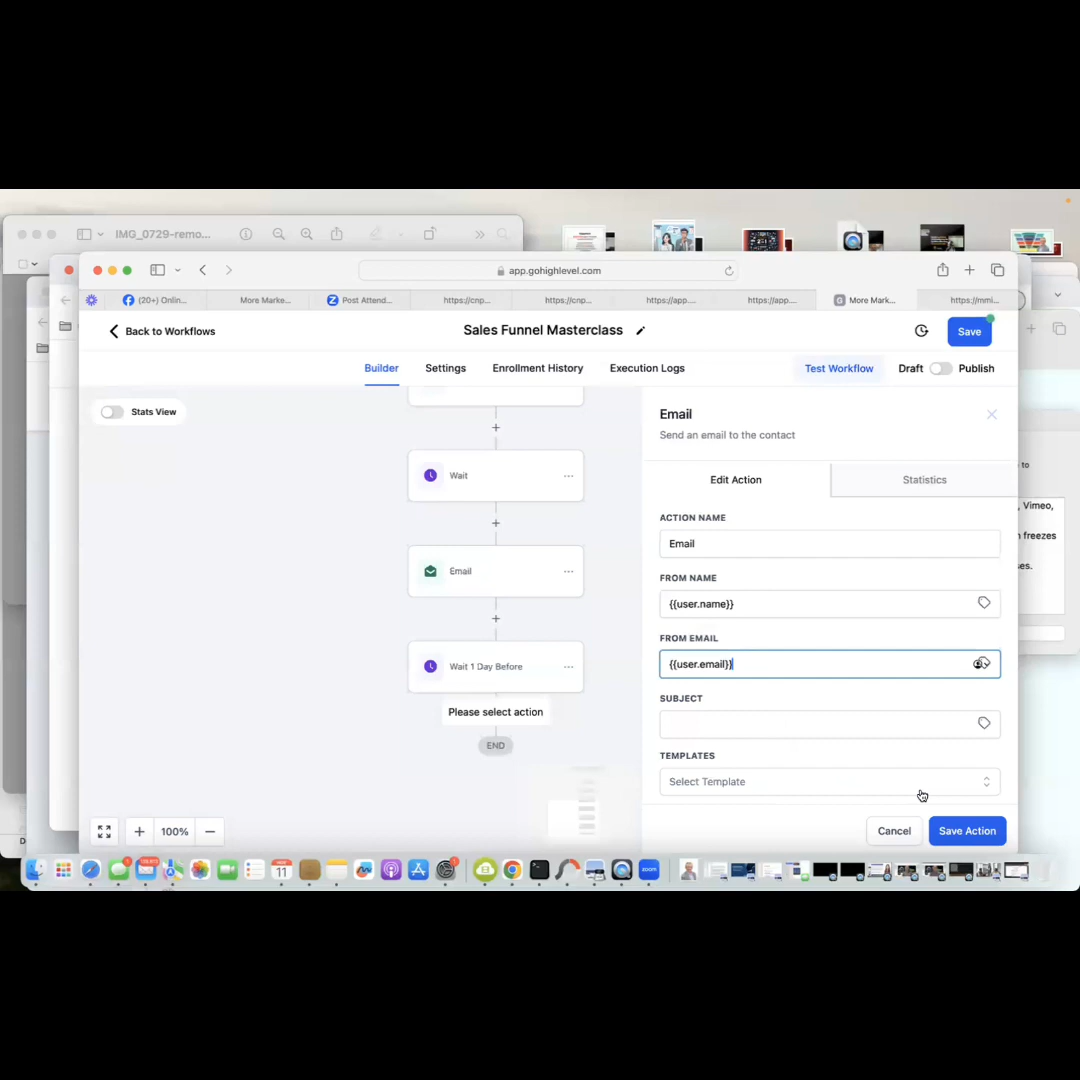 IMG_0729-remo...
app.gohighlevel.com
(20+) Onlin...
More Marke...
Post Attend...
https://cnp...
https://cnp...
https://app....
https://app....
More Mark...
https://mmi...
Back to Workflows
Sales Funnel Masterclass
Save
Builder
Settings
Enrollment History
Execution Logs
Test Workflow
Draft
Publish
Stats View
Email
Send an email to the contact
Edit Action
Statistics
Wait
ACTION NAME
Email
, Vimeo,
freezes
Email
FROM NAME
{{user.name}}
FROM EMAIL
{{user.email}}
Wait 1 Day Before
SUBJECT
Please select action
END
TEMPLATES
Select Template
100%
Cancel
Save Action
11
zoom